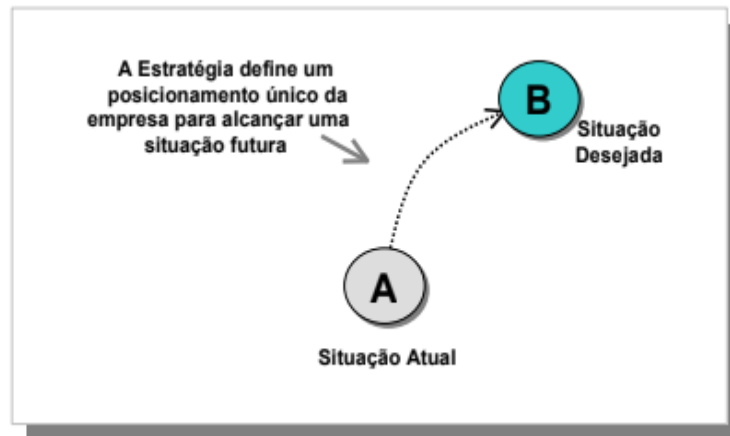 A Estratégia define um
posicionamento único da
empresa para alcançar uma
situação futura
B
Situação
Desejada
A
Situação Atual